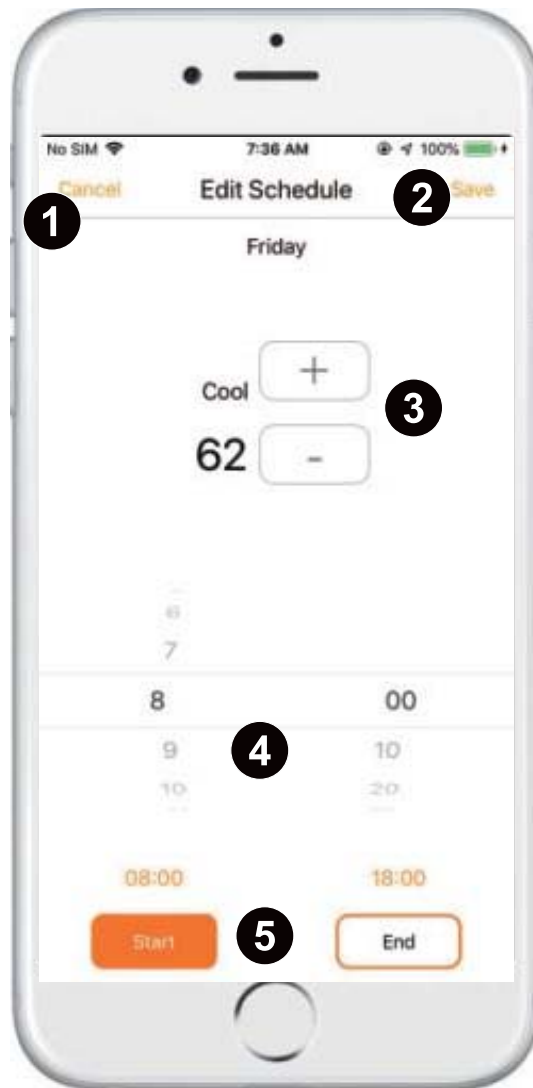 No SIM 7:36 AM 100%
Cancel Edit Schedule Save
1 2
Friday
+
Cool
3
62 -
6
7
8 00
9 4 10
10 20
08:00 18:00
Start 5 End